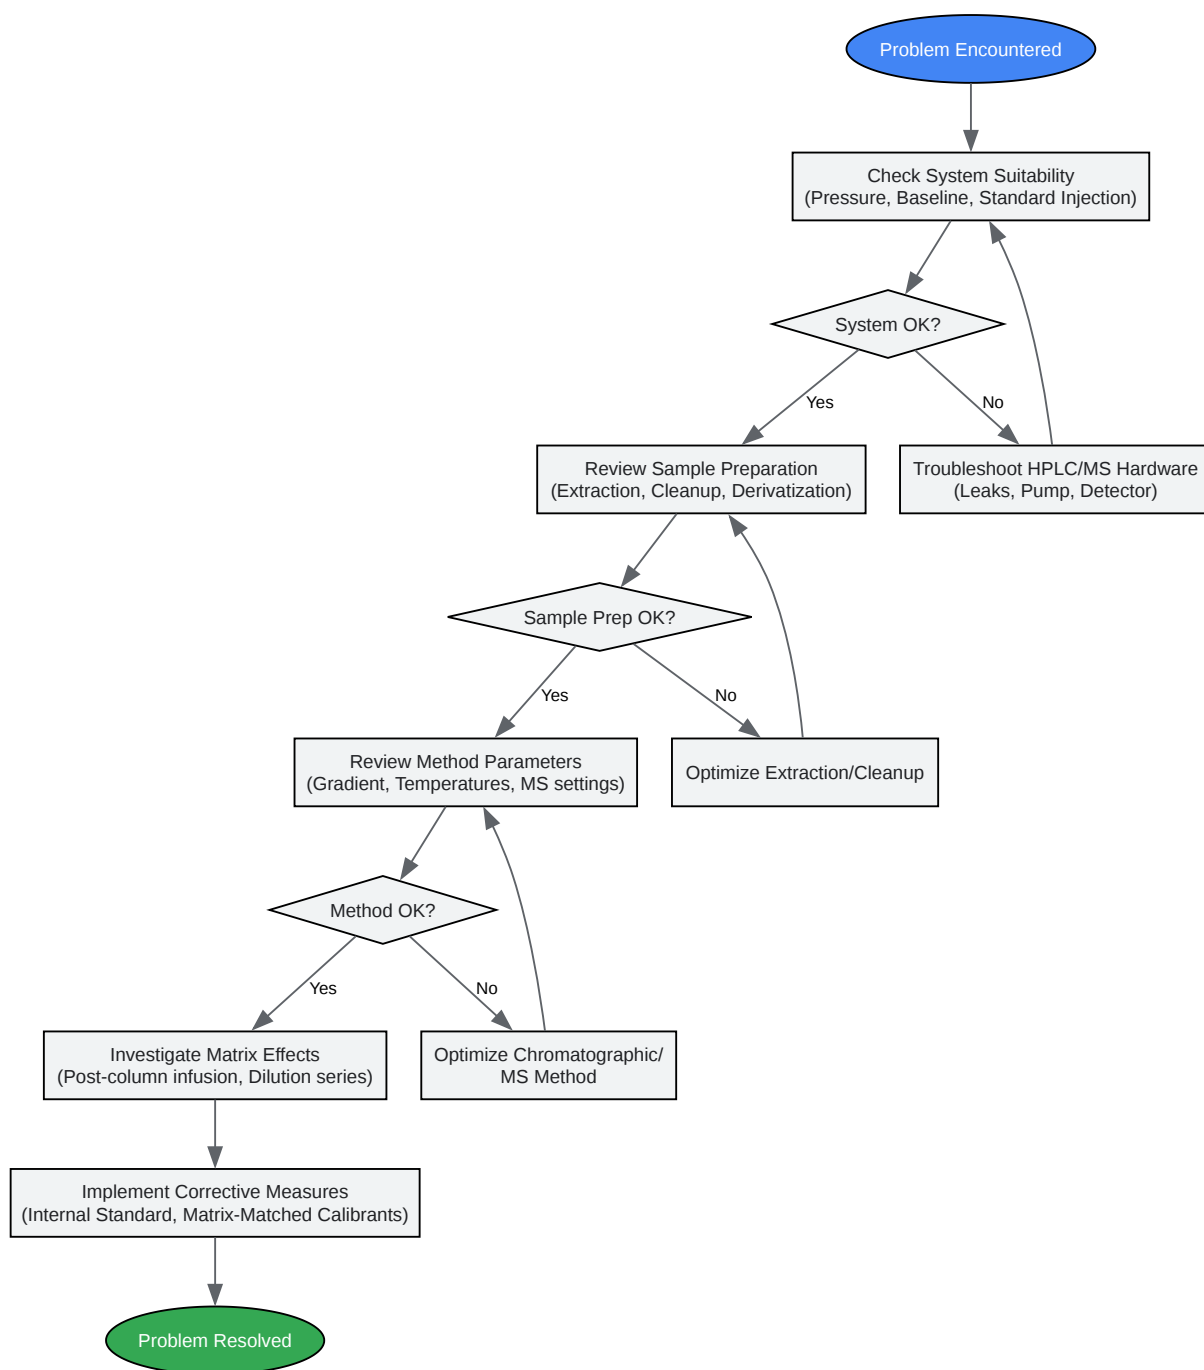 Problem Encountered
Check System Suitability
(Pressure, Baseline, Standard Injection)
System OK?
Yes
No
Review Sample Preparation
(Extraction, Cleanup, Derivatization)
Troubleshoot HPLC/MS Hardware
(Leaks, Pump, Detector)
Sample Prep OK?
Yes
No
Review Method Parameters
(Gradient, Temperatures, MS settings)
Optimize Extraction/Cleanup
Method OK?
Yes
No
Investigate Matrix Effects
(Post-column infusion, Dilution series)
Optimize Chromatographic/
MS Method
Implement Corrective Measures
(Internal Standard, Matrix-Matched Calibrants)
Problem Resolved